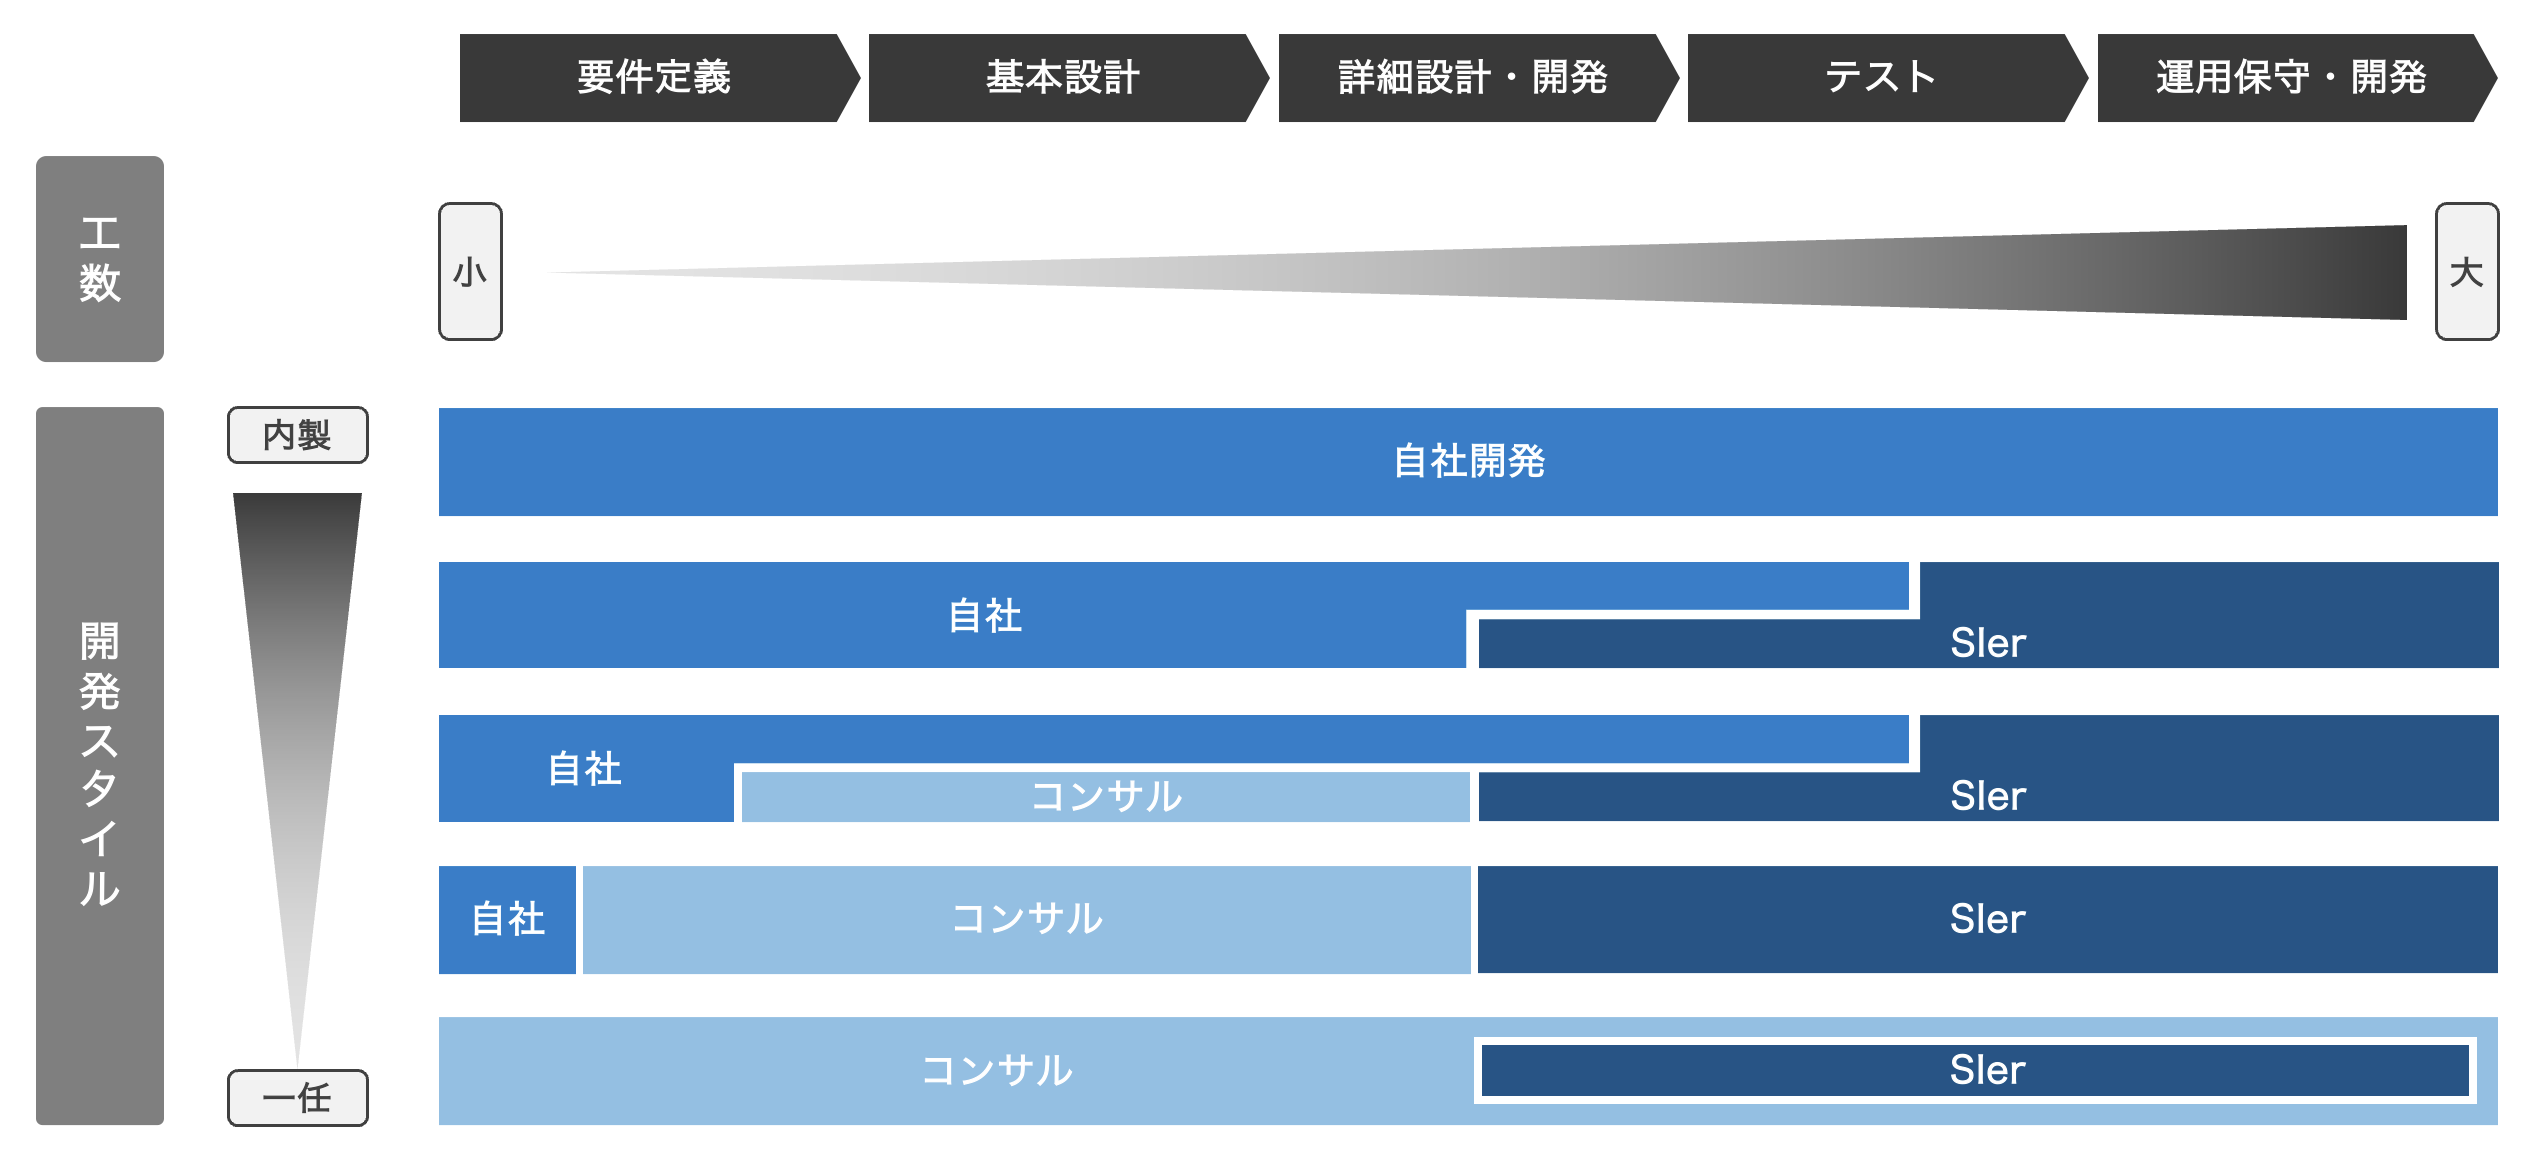 要件定義
基本設計
詳細設計・開発
テスト
運用保守・開発
工数
小
大
開発スタイル
内製
一任
自社開発
自社
SIer
自社
コンサル
SIer
自社
コンサル
SIer
コンサル
SIer